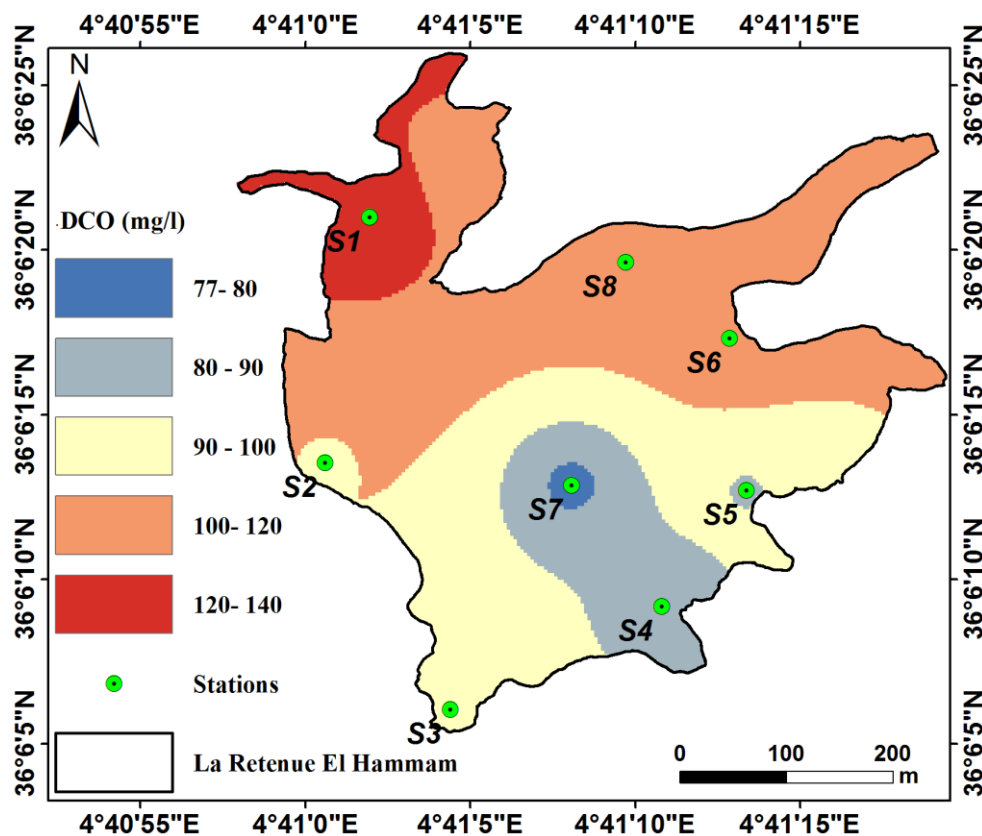 4°40'55"E 4°41'0"E 4°41'5"E 4°41'10"E 4°41'15"E
36°6'25"N 36°6'25"N
N
DCO (mg/l)
36°6'20"N 36°6'20"N
S1
S8
77- 80
80 - 90
S6
36°6'15"N 36°6'15"N
90 - 100
S2
S7
S5
100- 120
36°6'10"N 36°6'10"N
120- 140
S4
Stations
S3
36°6'5"N 36°6'5"N
La Retenue El Hammam
0 100 200
m
4°40'55"E 4°41'0"E 4°41'5"E 4°41'10"E 4°41'15"E